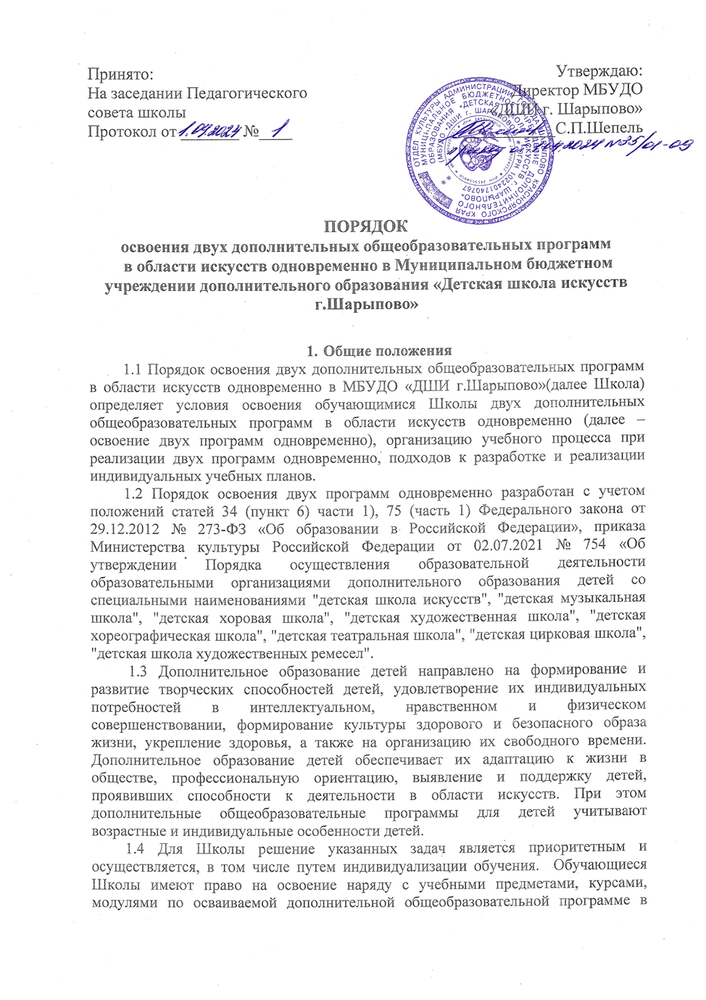 Принято:
На заседании Педагогического
совета школы
Протокол от 1.04.2024 № 1
Утверждаю:
Директор МБУДО
«ДШИ г. Шарыпово»
С.П.Шепель
№35/01-09
ПОРЯДОК
освоения двух дополнительных общеобразовательных программ
в области искусств одновременно в Муниципальном бюджетном
учреждении дополнительного образования «Детская школа искусств
г.Шарыпово»
1. Общие положения
1.1 Порядок освоения двух дополнительных общеобразовательных программ
в области искусств одновременно в МБУДО «ДШИ г.Шарыпово»(далее Школа)
определяет условия освоения обучающимися Школы двух дополнительных
общеобразовательных программ в области искусств одновременно (далее –
освоение двух программ одновременно), организацию учебного процесса при
реализации двух программ одновременно, подходов к разработке и реализации
индивидуальных учебных планов.
1.2 Порядок освоения двух программ одновременно разработан с учетом
положений статей 34 (пункт 6) части 1), 75 (часть 1) Федерального закона от
29.12.2012 № 273-ФЗ «Об образовании в Российской Федерации», приказа
Министерства культуры Российской Федерации от 02.07.2021 № 754 «Об
утверждении Порядка осуществления образовательной деятельности
образовательными организациями дополнительного образования детей со
специальными наименованиями "детская школа искусств", "детская музыкальная
школа", "детская хоровая школа", "детская художественная школа", "детская
хореографическая школа", "детская театральная школа", "детская цирковая школа",
"детская школа художественных ремесел".
1.3 Дополнительное образование детей направлено на формирование и
развитие творческих способностей детей, удовлетворение их индивидуальных
потребностей в интеллектуальном, нравственном и физическом
совершенствовании, формирование культуры здорового и безопасного образа
жизни, укрепление здоровья, а также на организацию их свободного времени.
Дополнительное образование детей обеспечивает их адаптацию к жизни в
обществе, профессиональную ориентацию, выявление и поддержку детей,
проявивших способности к деятельности в области искусств. При этом
дополнительные общеобразовательные программы для детей учитывают
возрастные и индивидуальные особенности детей.
1.4 Для Школы решение указанных задач является приоритетным и
осуществляется, в том числе путем индивидуализации обучения. Обучающиеся
Школы имеют право на освоение наряду с учебными предметами, курсами,
модулями по осваиваемой дополнительной общеобразовательной программе в